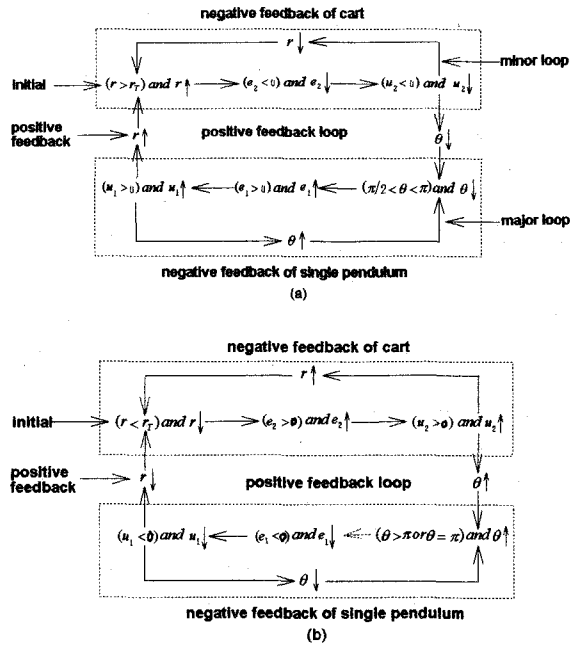 negative feedback of cart
r↓
minor loop
initial (r > r_T) and r↑ (e_2 < 0) and e_2↓ (u_2 < 0) and u_2↓
positive feedback r↑ positive feedback loop θ↓
(u_1 > 0) and u_1↑ (e_1 > 0) and e_1↑ (π/2 < θ < π) and θ↓
major loop
θ↑
negative feedback of single pendulum
(a)
negative feedback of cart
r↑
initial (r < r_T) and r↓ (e_2 > 0) and e_2↑ (u_2 > 0) and u_2↑
positive feedback r↓ positive feedback loop θ↑
(u_1 < 0) and u_1↓ (e_1 < 0) and e_1↓ (θ > π or θ = π) and θ↑
θ↓
negative feedback of single pendulum
(b)